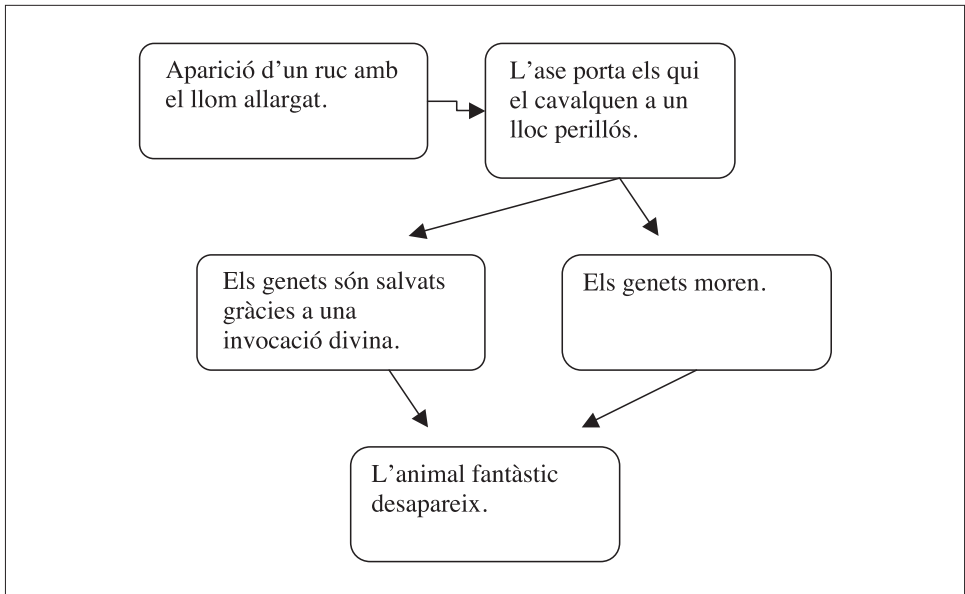 Aparició d’un ruc amb
el llom allargat.
L’ase porta els qui
el cavalquen a un
lloc perillós.
Els genets són salvats
gràcies a una
invocació divina.
Els genets moren.
L’animal fantàstic
desapareix.